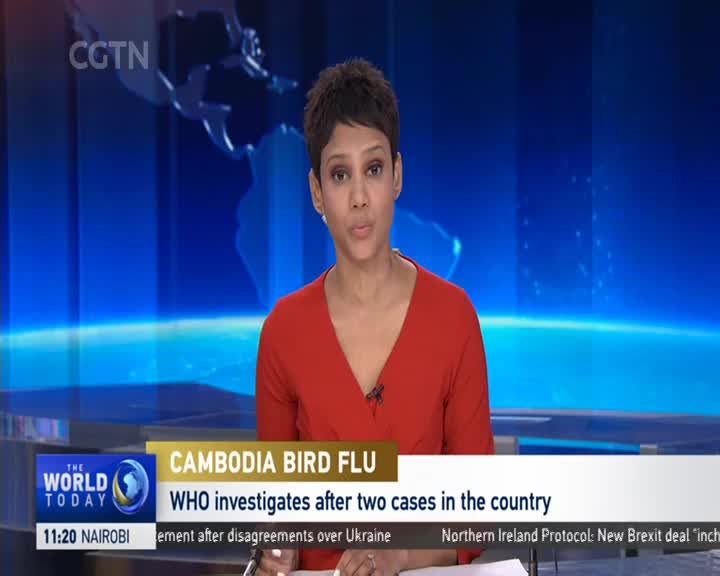 CGTN
CAMBODIA BIRD FLU
THE
WORLD
TODAY
WHO investigates after two cases in the country
11:20 NAIROBI
ement after disagreements over Ukraine Northern Ireland Protocol: New Brexit deal "inch